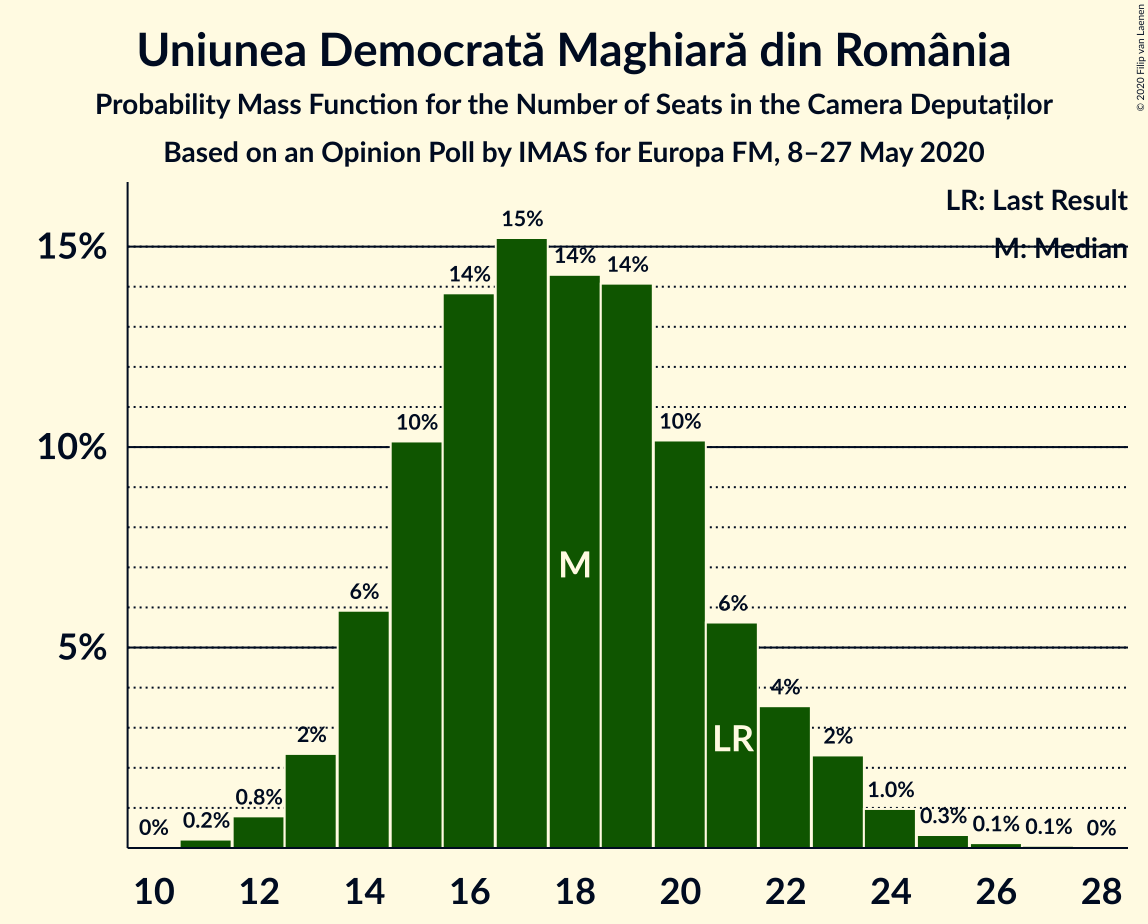 Uniunea Democrată Maghiară din România
Probability Mass Function for the Number of Seats in the Camera Deputaților
Based on an Opinion Poll by IMAS for Europa FM, 8–27 May 2020
© 2020 Filip van Laenen
LR: Last Result
M: Median
15%
10%
5%
0%
0.2%
0.8%
2%
6%
10%
14%
15%
14%
14%
10%
6%
4%
2%
1.0%
0.3%
0.1%
0.1%
0%
M
LR
10 12 14 16 18 20 22 24 26 28